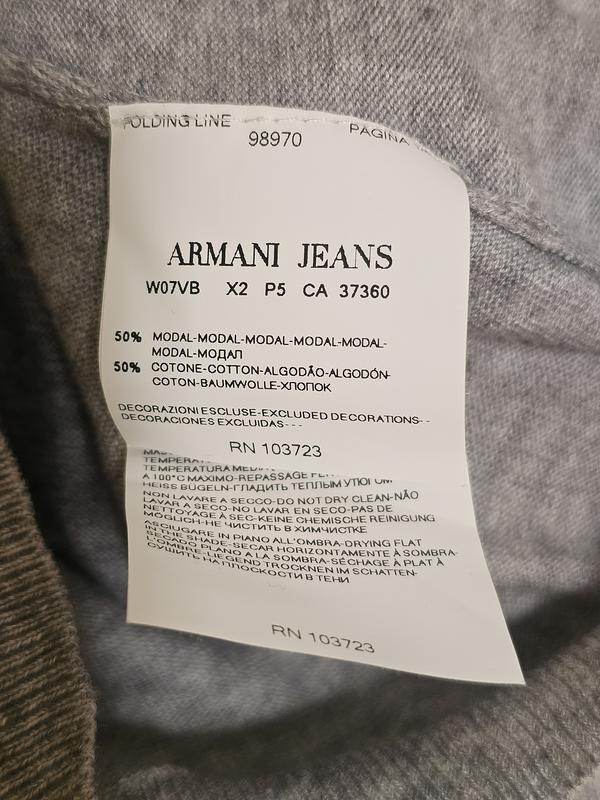 FOLDING LINE
98970
PAGINA
ARMANI JEANS
W07VB X2 P5 CA 37360
50% MODAL-MODAL-MODAL-MODAL-MODAL-
MODAL-МОДАЛ
50% COTONE-COTTON-ALGODÃO-ALGODÓN-
COTON-BAUMWOLLE-ХЛОПОК
DECORAZIONI ESCLUSE-EXCLUDED DECORATIONS--
DECORACIONES EXCLUIDAS---
RN 103723
TEMPERATURA
A 100°C MAXIMO-REPASSAGE
HEISS BÜGELN-ГЛАДИТЬ ТЕПЛЫМ УТЮГОМ
NON LAVARE A SECCO-DO NOT DRY CLEAN-NÃO
LAVAR A SECO-NO LAVAR EN SECO-PAS DE
NETTOYAGE À SEC-KEINE CHEMISCHE REINIGUNG
MÖGLICH-НЕ ЧИСТИТЬ В ХИМЧИСТКЕ
ASCIUGARE IN PIANO ALL'OMBRA-DRYING FLAT
IN THE SHADE-SECAR HORIZONTAMENTE À SOMBRA-
SECADO PLANO A LA SOMBRA-SÉCHAGE À PLAT À
L'OMBRE-LIEGEND TROCKNEN IM SCHATTEN-
СУШИТЬ НА ПЛОСКОСТИ В ТЕНИ
RN 103723